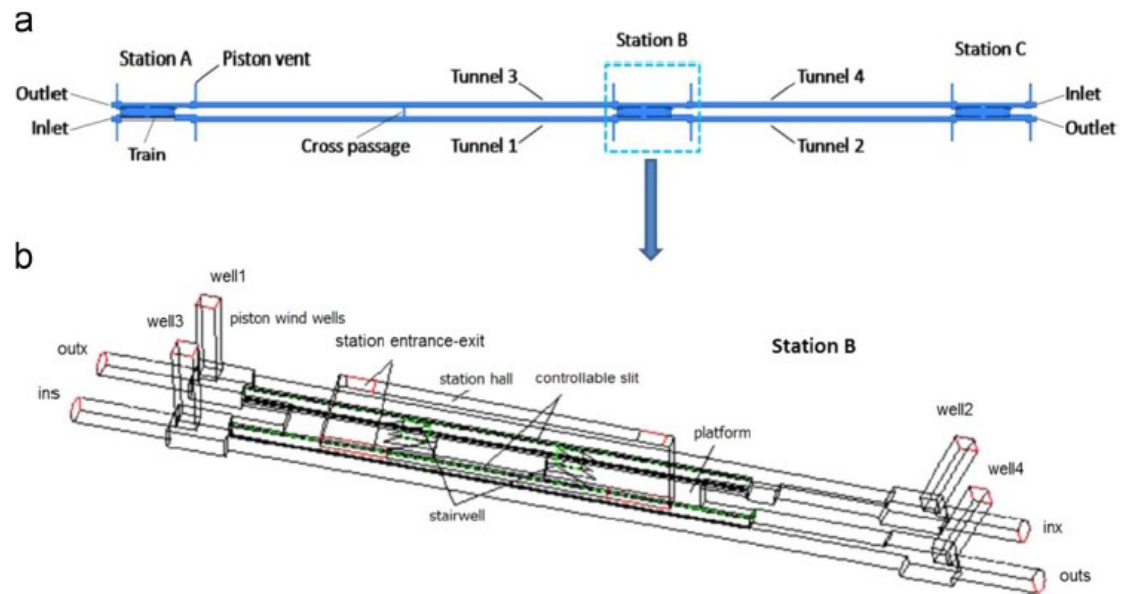 a
Station A
Piston vent
Station B
Station C
Outlet
Tunnel 3
Tunnel 4
Inlet
Inlet
Train
Cross passage
Tunnel 1
Tunnel 2
Outlet
b
well1
well3
piston wind wells
outx
station entrance-exit
Station B
ins
station hall
controllable slit
well2
platform
well4
stairwell
inx
outs